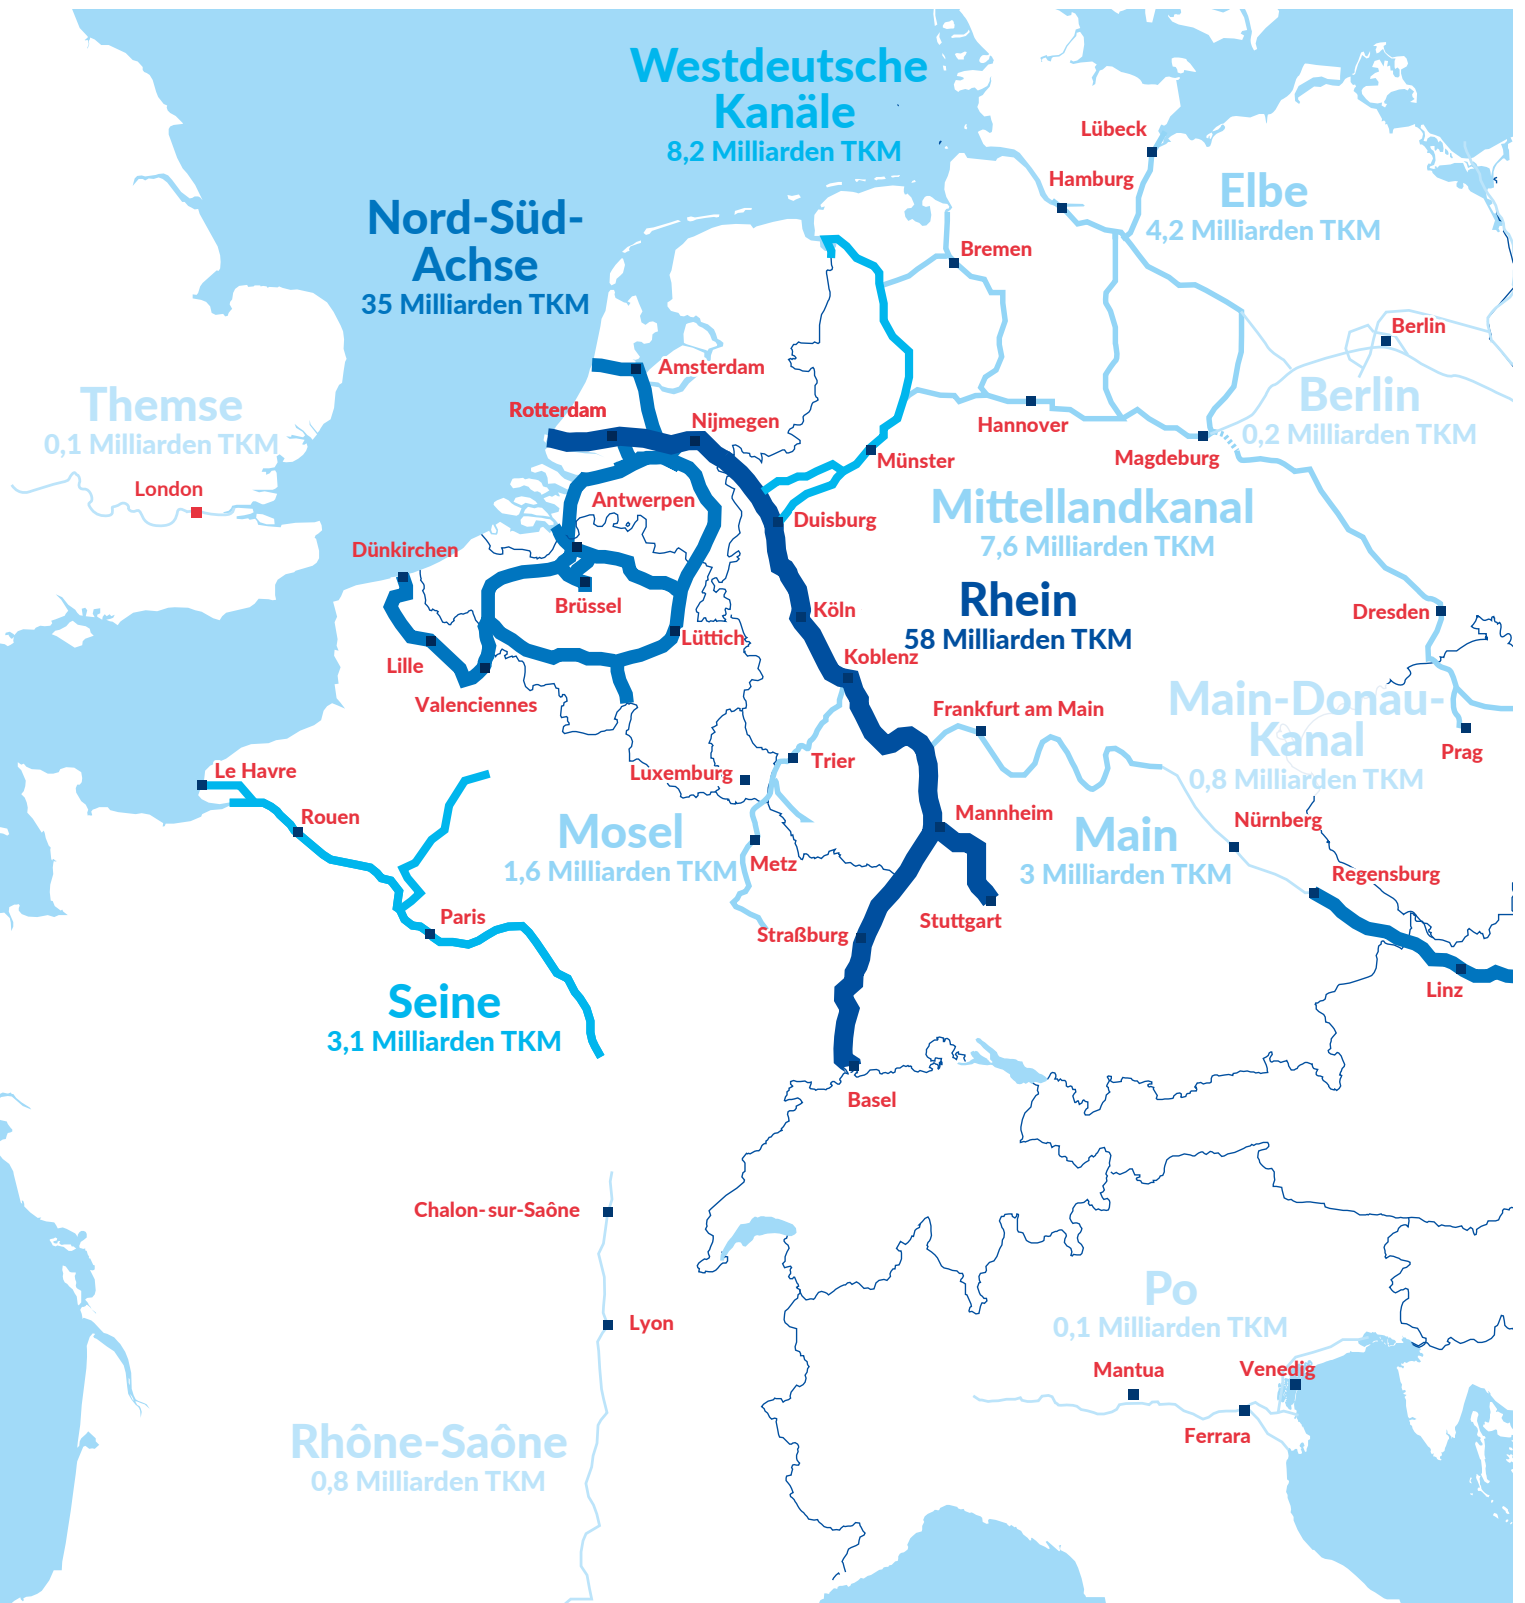 Westdeutsche
Kanäle
8,2 Milliarden TKM
Lübeck
Hamburg
Elbe
4,2 Milliarden TKM
Nord-Süd-
Achse
35 Milliarden TKM
Bremen
Berlin
Amsterdam
Themse
0,1 Milliarden TKM
Berlin
0,2 Milliarden TKM
Rotterdam
Nijmegen
Hannover
Magdeburg
Münster
London
Antwerpen
Mittellandkanal
7,6 Milliarden TKM
Duisburg
Dünkirchen
Brüssel
Rhein
58 Milliarden TKM
Köln
Dresden
Lüttich
Lille
Koblenz
Valenciennes
Frankfurt am Main
Main-Donau-
Kanal
0,8 Milliarden TKM
Prag
Le Havre
Luxemburg
Trier
Rouen
Mosel
1,6 Milliarden TKM
Mannheim
Main
3 Milliarden TKM
Nürnberg
Metz
Regensburg
Paris
Straßburg
Stuttgart
Seine
3,1 Milliarden TKM
Linz
Basel
Chalon-sur-Saône
Lyon
Po
0,1 Milliarden TKM
Mantua
Venedig
Ferrara
Rhône-Saône
0,8 Milliarden TKM